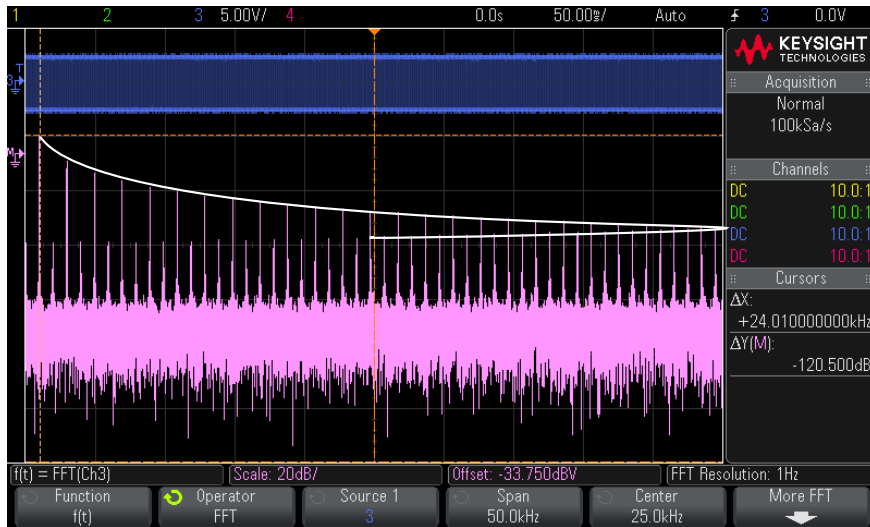 1 2 3 5.00V/ 4 0.0s 50.00⅏/ Auto 3 0.0V
KEYSIGHT
TECHNOLOGIES
Acquisition
Normal
100kSa/s
Channels
DC 10.0:1
DC 10.0:1
DC 10.0:1
DC 10.0:1
Cursors
ΔX:
+24.010000000kHz
ΔY(M):
-120.500dB
T
3
M
f(t) = FFT(Ch3) Scale: 20dB/ Offset: -33.750dBV FFT Resolution: 1Hz
Function Operator Source 1 Span Center More FFT
f(t) FFT 3 50.0kHz 25.0kHz